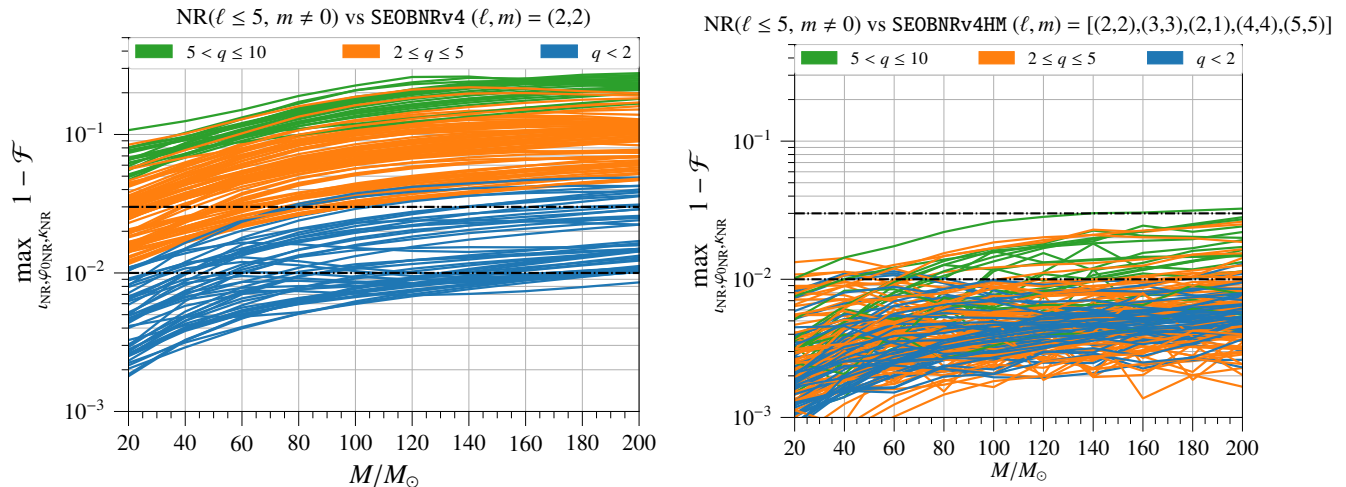 NR(ℓ ≤ 5, m ≠ 0) vs SEOBNRv4 (ℓ, m) = (2,2)
5 < q ≤ 10
2 ≤ q ≤ 5
q < 2
max 1 − ℱ
ι_NR, φ_0NR, κ_NR
10⁻¹
10⁻²
10⁻³
20 40 60 80 100 120 140 160 180 200
M/M⊙
NR(ℓ ≤ 5, m ≠ 0) vs SEOBNRv4HM (ℓ, m) = [(2,2),(3,3),(2,1),(4,4),(5,5)]
5 < q ≤ 10
2 ≤ q ≤ 5
q < 2
max 1 − ℱ
ι_NR, φ_0NR, κ_NR
10⁻¹
10⁻²
10⁻³
20 40 60 80 100 120 140 160 180 200
M/M⊙